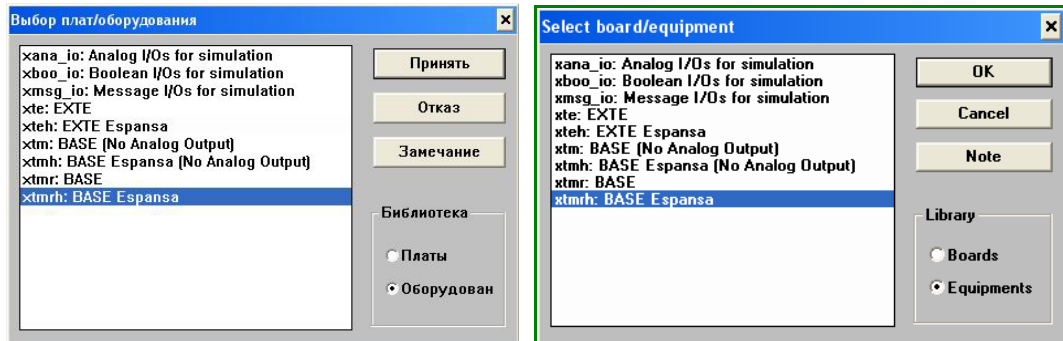 Выбор плат/оборудования
xana_io: Analog I/Os for simulation
xboo_io: Boolean I/Os for simulation
xmsg_io: Message I/Os for simulation
xte: EXTE
xteh: EXTE Espansa
xtm: BASE (No Analog Output)
xtmh: BASE Espansa (No Analog Output)
xtmr: BASE
xtmrh: BASE Espansa
Принять
Отказ
Замечание
Библиотека
Платы
Оборудован
Select board/equipment
xana_io: Analog I/Os for simulation
xboo_io: Boolean I/Os for simulation
xmsg_io: Message I/Os for simulation
xte: EXTE
xteh: EXTE Espansa
xtm: BASE (No Analog Output)
xtmh: BASE Espansa (No Analog Output)
xtmr: BASE
xtmrh: BASE Espansa
OK
Cancel
Note
Library
Boards
Equipments